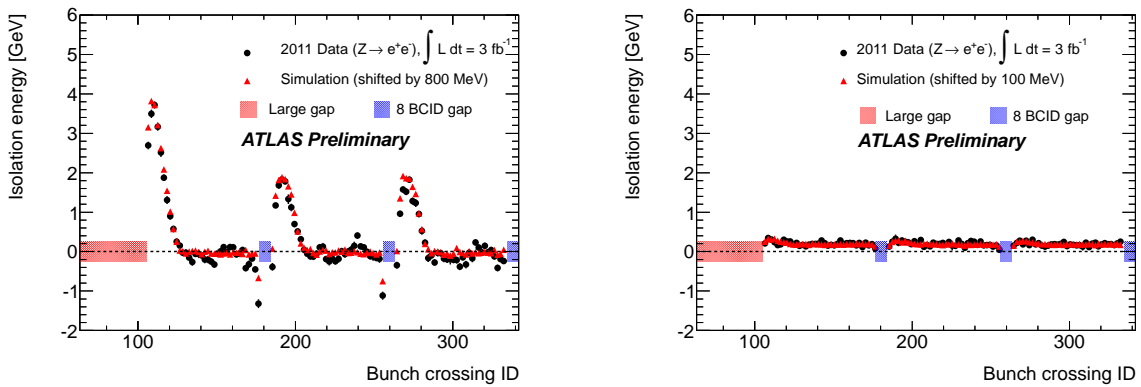 Isolation energy [GeV]
6
5
4
3
2
1
0
-1
-2
2011 Data (Z→ e⁺e⁻), ∫ L dt = 3 fb⁻¹
Simulation (shifted by 800 MeV)
Large gap
8 BCID gap
ATLAS Preliminary
100
200
300
Bunch crossing ID
Isolation energy [GeV]
6
5
4
3
2
1
0
-1
-2
2011 Data (Z→ e⁺e⁻), ∫ L dt = 3 fb⁻¹
Simulation (shifted by 100 MeV)
Large gap
8 BCID gap
ATLAS Preliminary
100
200
300
Bunch crossing ID